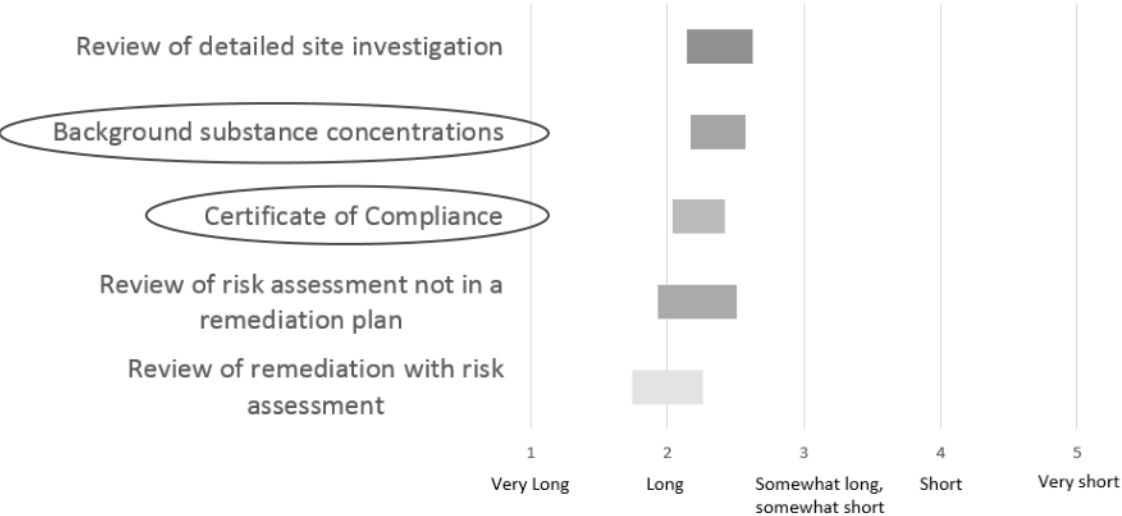 Review of detailed site investigation
Background substance concentrations
Certificate of Compliance
Review of risk assessment not in a
remediation plan
Review of remediation with risk
assessment
1 2 3 4 5
Very Long Long Somewhat long, Short Very short
somewhat short